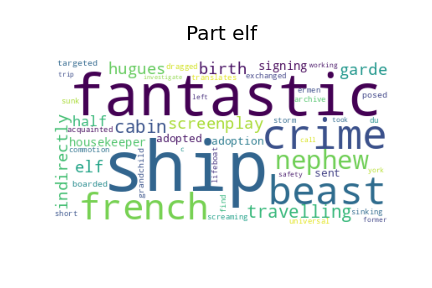 Part elf
targeted hugues dragged birth signing working garde
trip investigate translates exchanged posed
fantastic
sunk left ermen archive
half cabin screenplay storm took du
acquainted adopted adoption crime
housekeeper
commotion c call
indirectly elf ship nephew york
boarded grandchild lifeboat safety sent
french beast
find travelling sinking
short screaming universal former